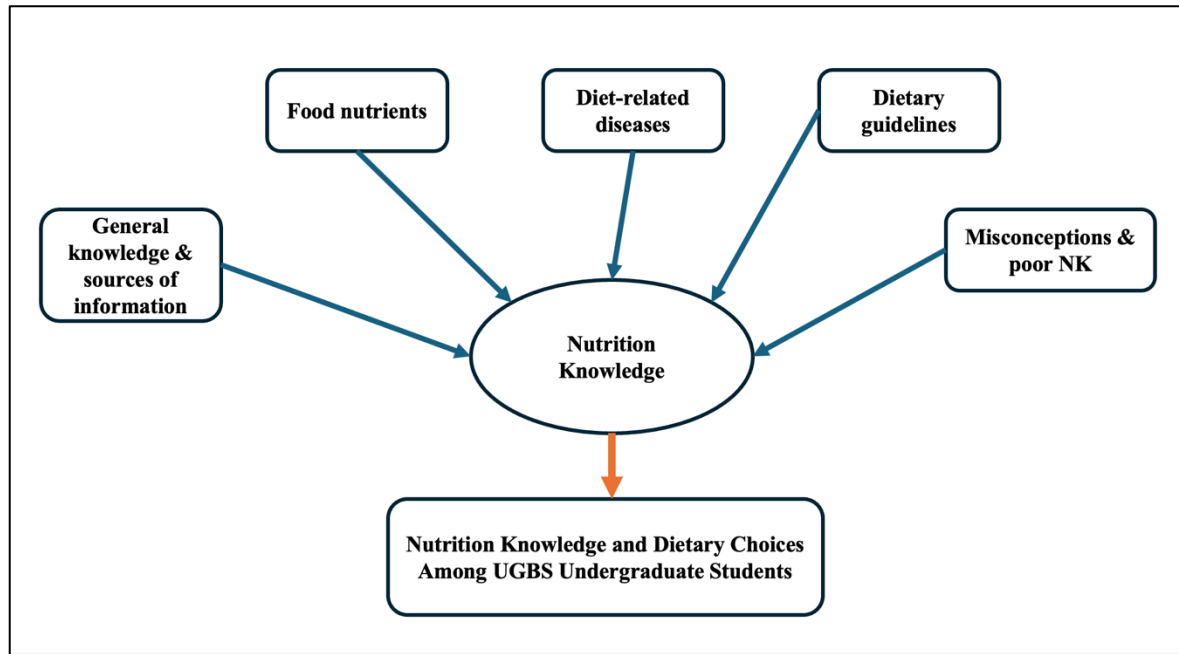 Food nutrients
Diet-related
diseases
Dietary
guidelines
General
knowledge &
sources of
information
Misconceptions &
poor NK
Nutrition
Knowledge
Nutrition Knowledge and Dietary Choices
Among UGBS Undergraduate Students